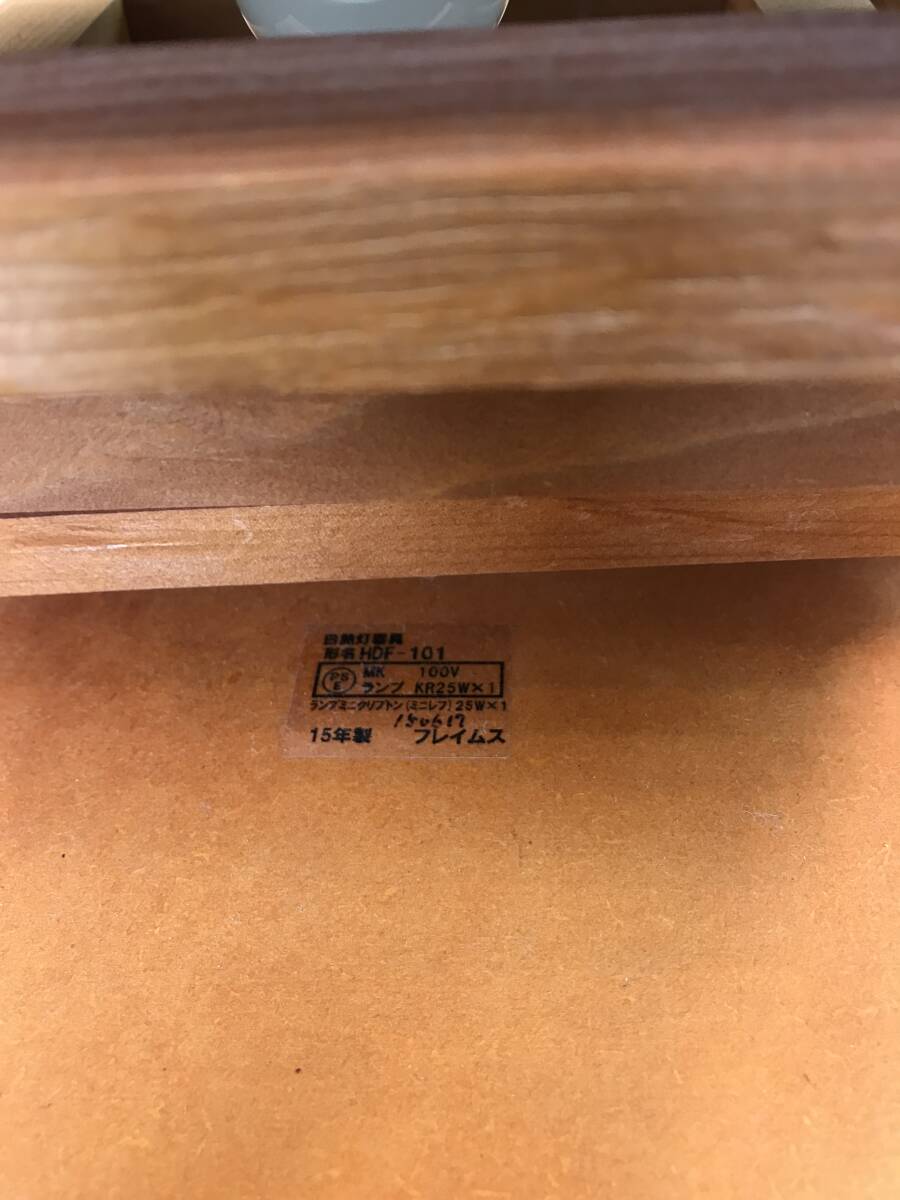 白熱灯器具
形名 HDF-101
PS E MK 100V
ランプ KR25W×1
ランプミニクリプトン(ミニレフ)25W×1
150617
15年製 フレイムス